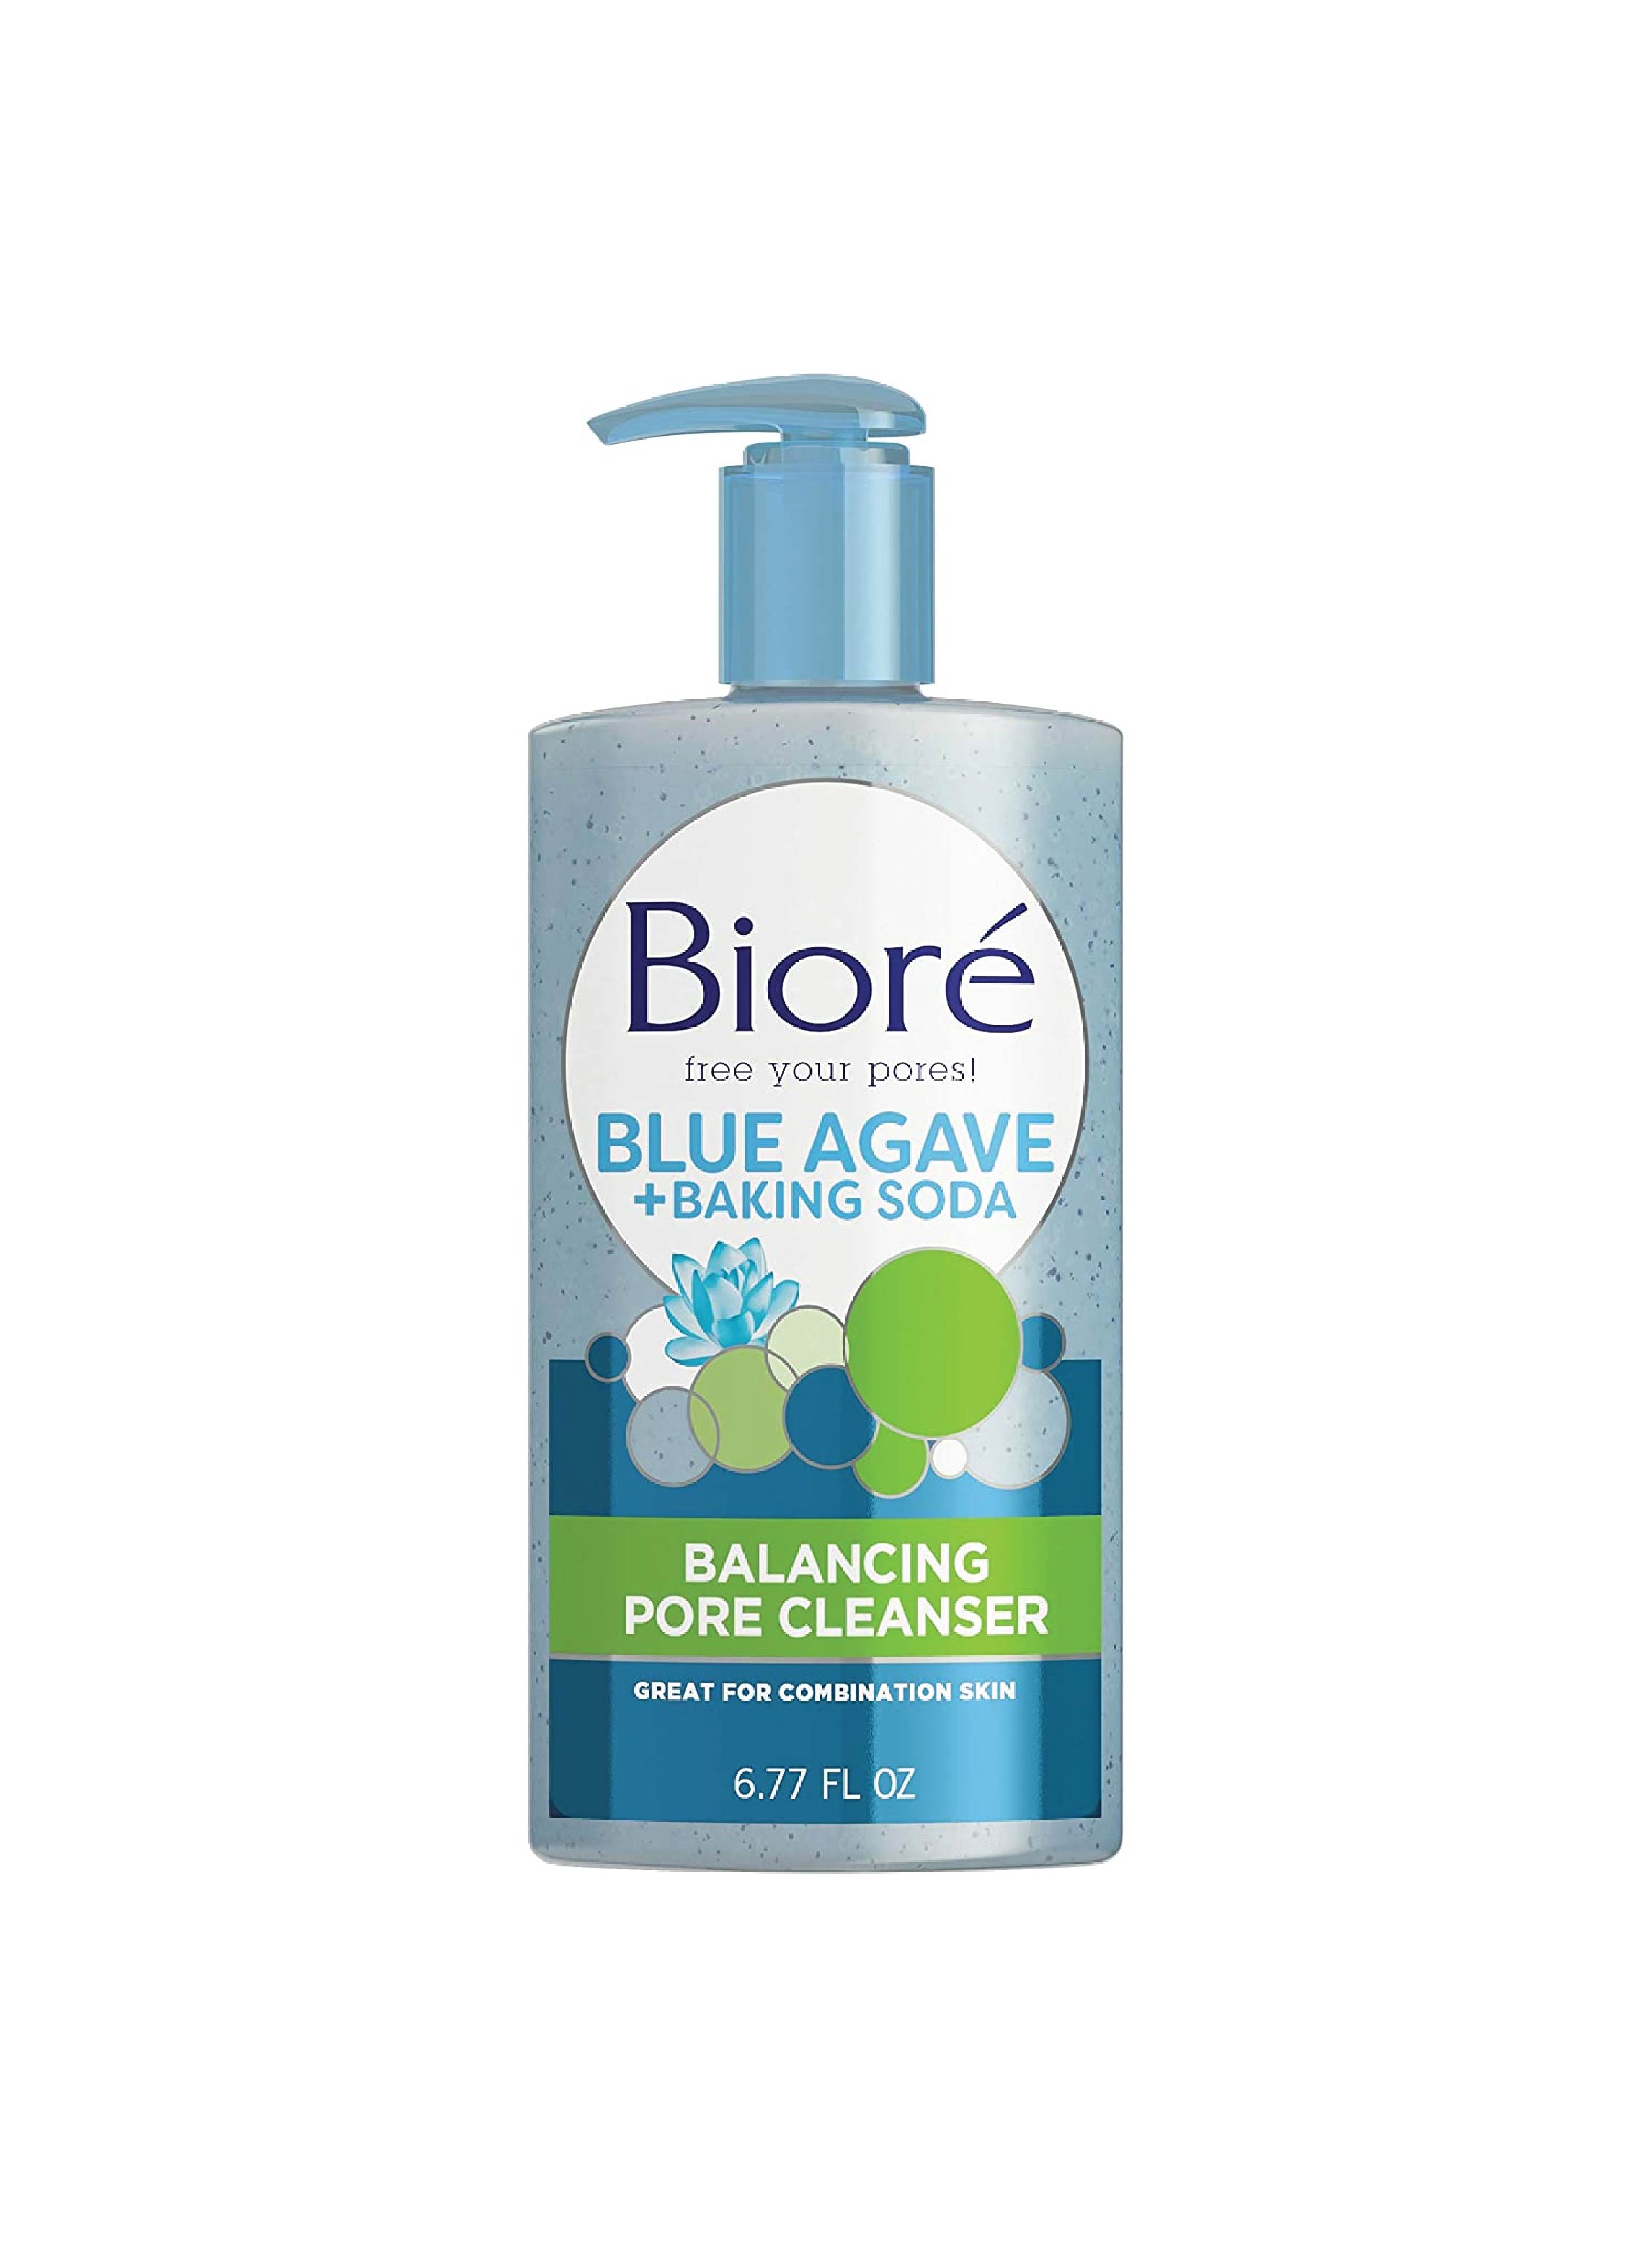 Bioré
free your pores!
BLUE AGAVE
+BAKING SODA
BALANCING
PORE CLEANSER
GREAT FOR COMBINATION SKIN
6.77 FL OZ